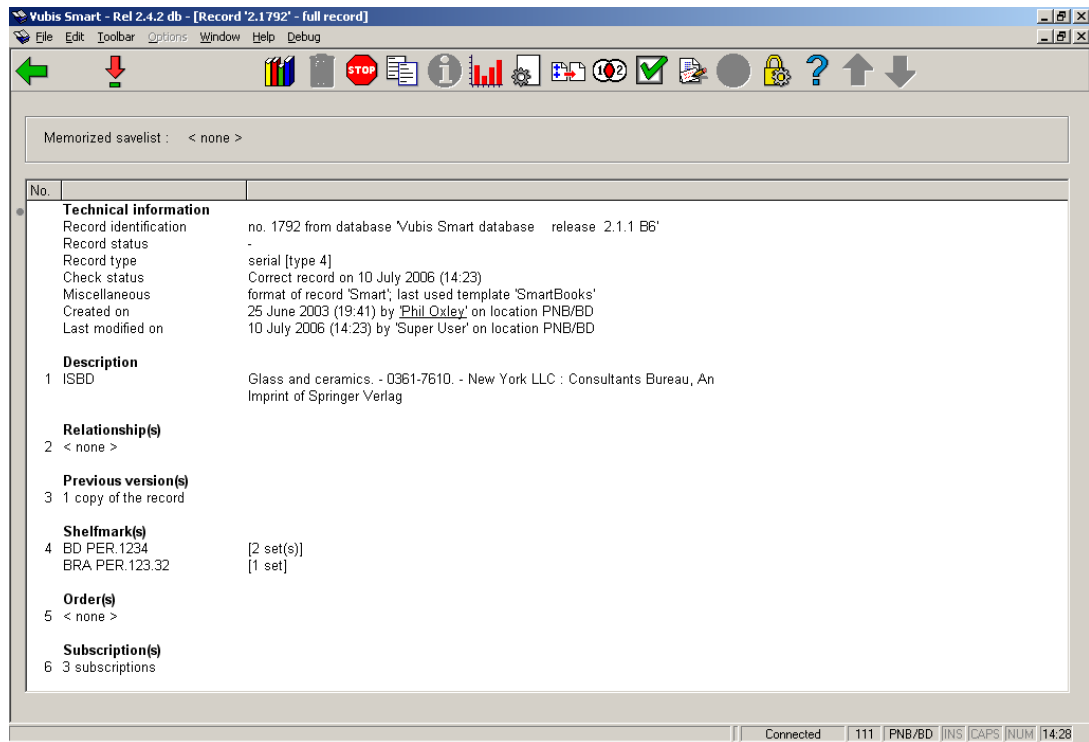 Vubis Smart - Rel 2.4.2 db - [Record '2.1792' - full record]
File Edit Toolbar Options Window Help Debug
STOP
Memorized savelist : < none >
No.
Technical information
Record identification no. 1792 from database 'Vubis Smart database release 2.1.1 B6'
Record status -
Record type serial [type 4]
Check status Correct record on 10 July 2006 (14:23)
Miscellaneous format of record 'Smart'; last used template 'SmartBooks'
Created on 25 June 2003 (19:41) by 'Phil Oxley' on location PNB/BD
Last modified on 10 July 2006 (14:23) by 'Super User' on location PNB/BD
Description
1 ISBD Glass and ceramics. - 0361-7610. - New York LLC : Consultants Bureau, An
Imprint of Springer Verlag
Relationship(s)
2 < none >
Previous version(s)
3 1 copy of the record
Shelfmark(s)
4 BD PER.1234 [2 set(s)]
BRA PER.123.32 [1 set]
Order(s)
5 < none >
Subscription(s)
6 3 subscriptions
Connected 111 PNB/BD INS CAPS NUM 14:28